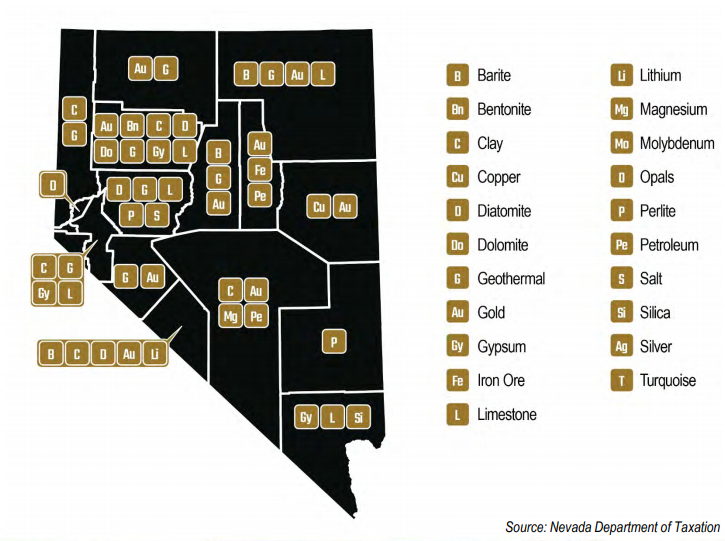 Au G
B G Au L
C
G
Au Bn C D
Do G Gy L
B
G
Au
Au
Fe
Pe
D
D G L
P S
Cu Au
C G
Gy L
G Au
C Au
Mg Pe
P
B C D Au Li
Gy L Si
B Barite
Bn Bentonite
C Clay
Cu Copper
D Diatomite
Do Dolomite
G Geothermal
Au Gold
Gy Gypsum
Fe Iron Ore
L Limestone
Li Lithium
Mg Magnesium
Mo Molybdenum
O Opals
P Perlite
Pe Petroleum
S Salt
Si Silica
Ag Silver
T Turquoise
Source: Nevada Department of Taxation